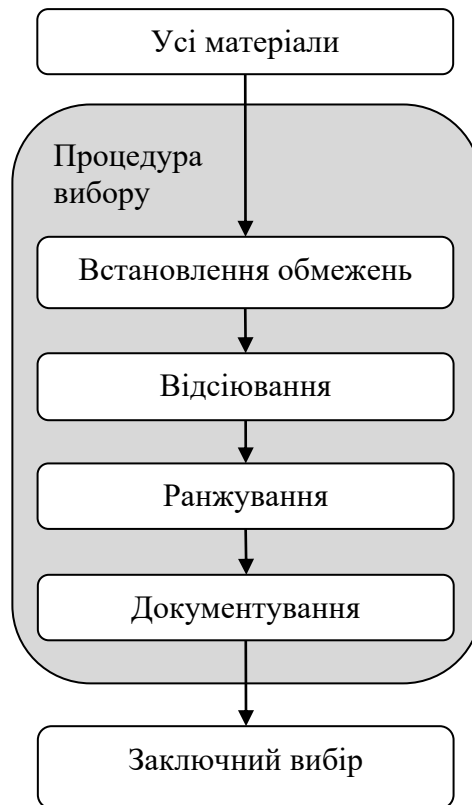 Усі матеріали
Процедура
вибору
Встановлення обмежень
Відсіювання
Ранжування
Документування
Заключний вибір